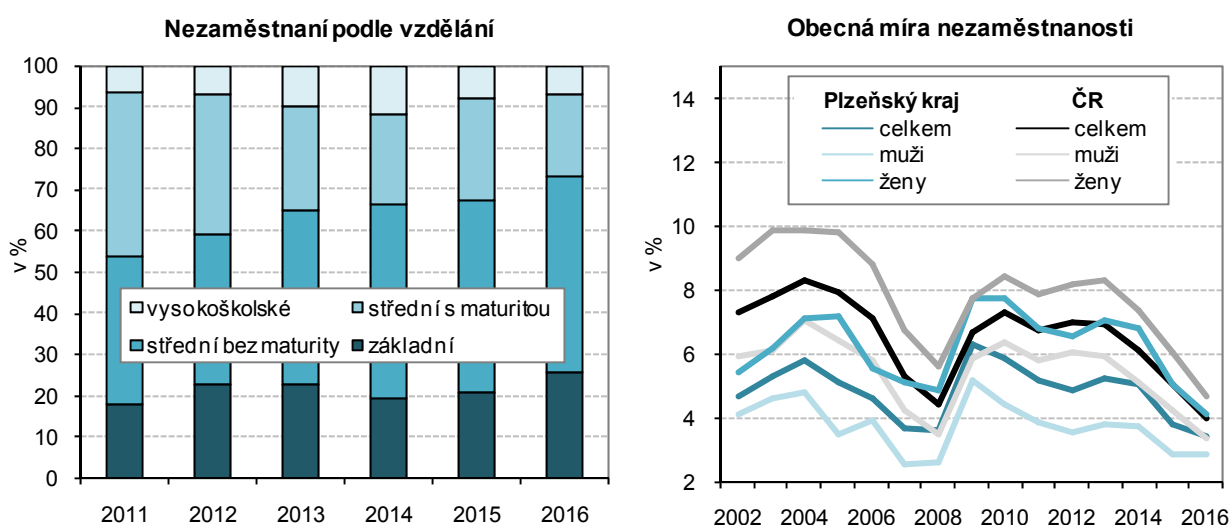 Nezaměstnaní podle vzdělání
v %
100
90
80
70
60
50
40
30
20
10
0
vysokoškolské
střední s maturitou
střední bez maturity
základní
2011 2012 2013 2014 2015 2016
Obecná míra nezaměstnanosti
v %
14
12
10
8
6
4
2
Plzeňský kraj ČR
celkem celkem
muži muži
ženy ženy
2002 2004 2006 2008 2010 2012 2014 2016